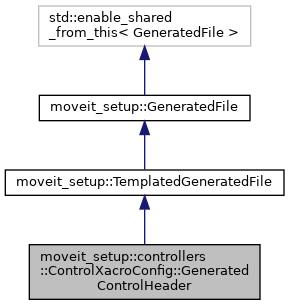 std::enable_shared
_from_this< GeneratedFile >
moveit_setup::GeneratedFile
moveit_setup::TemplatedGeneratedFile
moveit_setup::controllers
::ControlXacroConfig::Generated
ControlHeader